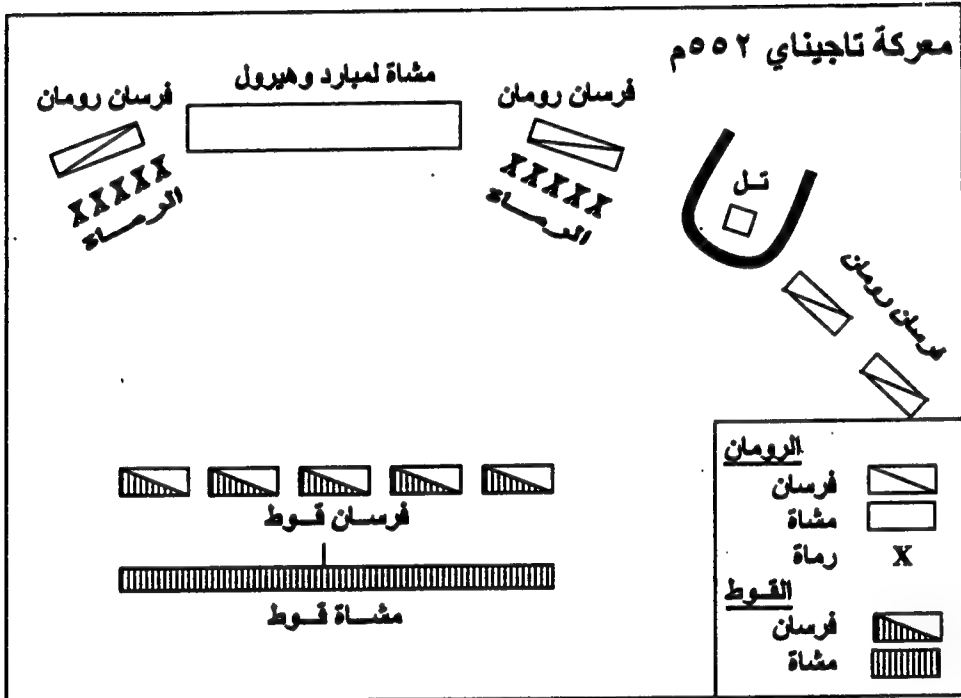 معركة تاجيناي ٥٥٢م
فرسان رومان
مشاة لمبارد وهيرول
فرسان رومان
XXXXX
الرماة
XXXXX
الرماة
تل
فرسان رومان
فرسان قوط
مشاة قوط
الرومان
فرسان
مشاة
رماة X
القوط
فرسان
مشاة